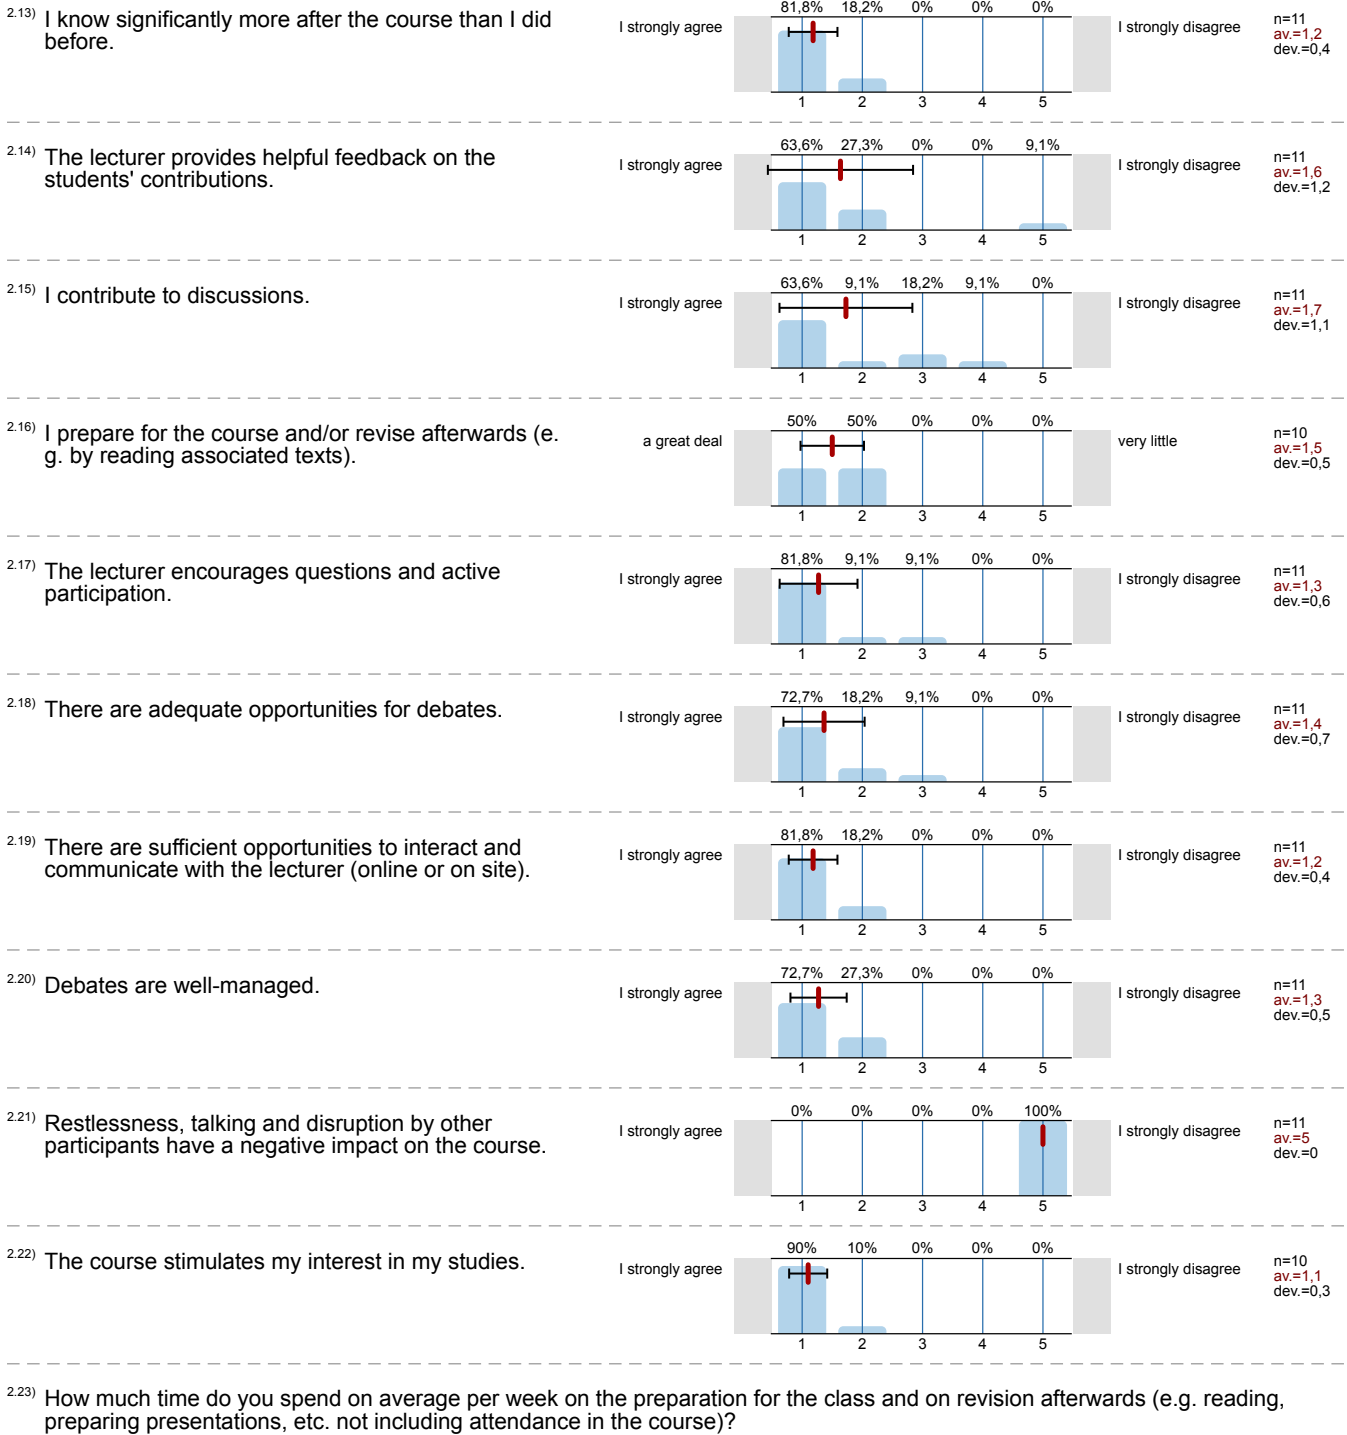 2.13) I know significantly more after the course than I did
before.
81,8% 18,2% 0% 0% 0%
I strongly agree I strongly disagree
n=11
av.=1,2
dev.=0,4
1 2 3 4 5
2.14) The lecturer provides helpful feedback on the
students' contributions.
63,6% 27,3% 0% 0% 9,1%
I strongly agree I strongly disagree
n=11
av.=1,6
dev.=1,2
1 2 3 4 5
2.15) I contribute to discussions.
63,6% 9,1% 18,2% 9,1% 0%
I strongly agree I strongly disagree
n=11
av.=1,7
dev.=1,1
1 2 3 4 5
2.16) I prepare for the course and/or revise afterwards (e.
g. by reading associated texts).
50% 50% 0% 0% 0%
a great deal very little
n=10
av.=1,5
dev.=0,5
1 2 3 4 5
2.17) The lecturer encourages questions and active
participation.
81,8% 9,1% 9,1% 0% 0%
I strongly agree I strongly disagree
n=11
av.=1,3
dev.=0,6
1 2 3 4 5
2.18) There are adequate opportunities for debates.
72,7% 18,2% 9,1% 0% 0%
I strongly agree I strongly disagree
n=11
av.=1,4
dev.=0,7
1 2 3 4 5
2.19) There are sufficient opportunities to interact and
communicate with the lecturer (online or on site).
81,8% 18,2% 0% 0% 0%
I strongly agree I strongly disagree
n=11
av.=1,2
dev.=0,4
1 2 3 4 5
2.20) Debates are well-managed.
72,7% 27,3% 0% 0% 0%
I strongly agree I strongly disagree
n=11
av.=1,3
dev.=0,5
1 2 3 4 5
2.21) Restlessness, talking and disruption by other
participants have a negative impact on the course.
0% 0% 0% 0% 100%
I strongly agree I strongly disagree
n=11
av.=5
dev.=0
1 2 3 4 5
2.22) The course stimulates my interest in my studies.
90% 10% 0% 0% 0%
I strongly agree I strongly disagree
n=10
av.=1,1
dev.=0,3
1 2 3 4 5
2.23) How much time do you spend on average per week on the preparation for the class and on revision afterwards (e.g. reading,
preparing presentations, etc. not including attendance in the course)?